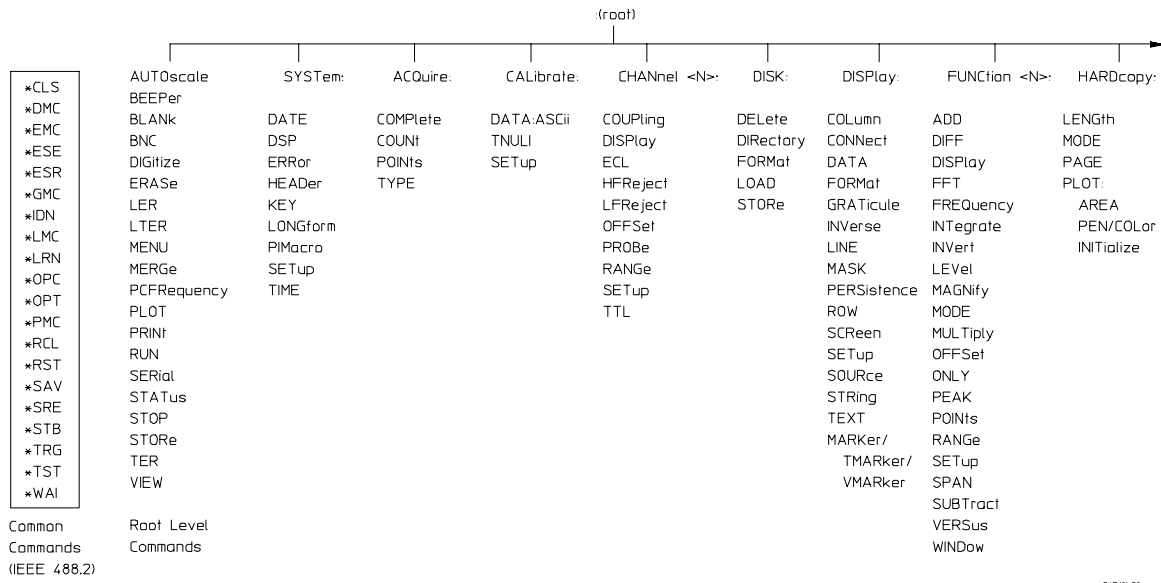 :(root)
*CLS
*DMC
*EMC
*ESE
*ESR
*GMC
*IDN
*LMC
*LRN
*OPC
*OPT
*PMC
*RCL
*RST
*SAV
*SRE
*STB
*TRG
*TST
*WAI
Common
Commands
(IEEE 488.2)
AUTOscale
BEEPer
BLANk
BNC
DIGitize
ERASe
LER
LTER
MENU
MERGe
PCFRequency
PLOT
PRINt
RUN
SERial
STATus
STOP
STORe
TER
VIEW
Root Level
Commands
SYSTem:
DATE
DSP
ERRor
HEADer
KEY
LONGform
PIMacro
SETup
TIME
ACQuire:
COMPlete
COUNt
POINts
TYPE
CALibrate:
DATA:ASCii
TNULl
SETup
CHANnel <N>:
COUPling
DISPlay
ECL
HFReject
LFReject
OFFSet
PROBe
RANGe
SETup
TTL
DISK:
DELete
DIRectory
FORMat
LOAD
STORe
DISPlay:
COLumn
CONNect
DATA
FORMat
GRATicule
INVerse
LINE
MASK
PERSistence
ROW
SCReen
SETup
SOURce
STRing
TEXT
MARKer/
TMARker/
VMARker
FUNCtion <N>:
ADD
DIFF
DISPlay
FFT
FREQuency
INTegrate
INVert
LEVel
MAGNify
MODE
MULTiply
OFFSet
ONLY
PEAK
POINts
RANGe
SETup
SPAN
SUBTract
VERSus
WINDow
HARDcopy:
LENGth
MODE
PAGE
PLOT:
AREA
PEN/COLor
INITialize